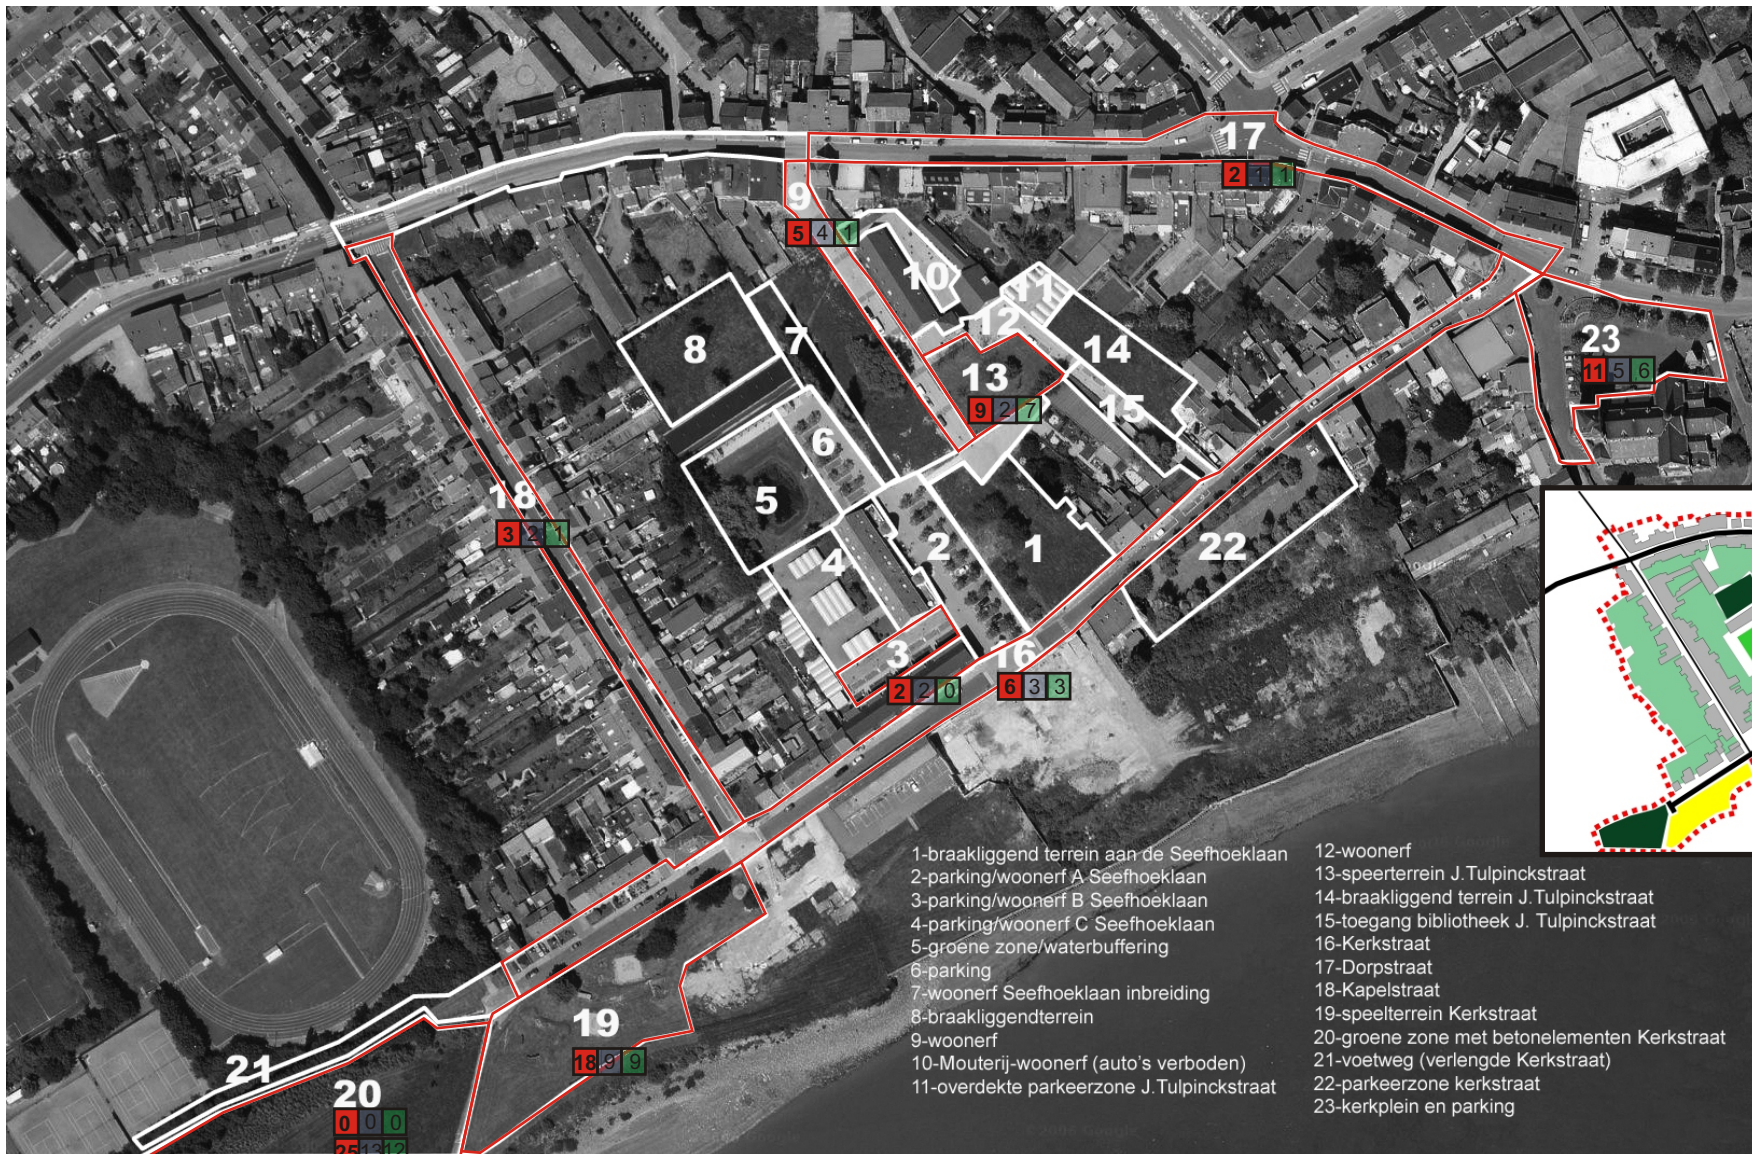 17
2 1 1
9
5 4 1
10
11
12
8
7
14
23
11 5 6
13
9 2 7
15
6
5
18
3 2 1
4
2
1
22
3
2 2 0
16
6 3 3
19
18 9 9
21
20
0 0 0
25 13 12
1-braakliggend terrein aan de Seefhoeklaan
2-parking/woonerf A Seefhoeklaan
3-parking/woonerf B Seefhoeklaan
4-parking/woonerf C Seefhoeklaan
5-groene zone/waterbuffering
6-parking
7-woonerf Seefhoeklaan inbreiding
8-braakliggendterrein
9-woonerf
10-Mouterij-woonerf (auto's verboden)
11-overdekte parkeerzone J.Tulpinckstraat
12-woonerf
13-speerterrein J.Tulpinckstraat
14-braakliggend terrein J.Tulpinckstraat
15-toegang bibliotheek J. Tulpinckstraat
16-Kerkstraat
17-Dorpstraat
18-Kapelstraat
19-speelterrein Kerkstraat
20-groene zone met betonelementen Kerkstraat
21-voetweg (verlengde Kerkstraat)
22-parkeerzone kerkstraat
23-kerkplein en parking